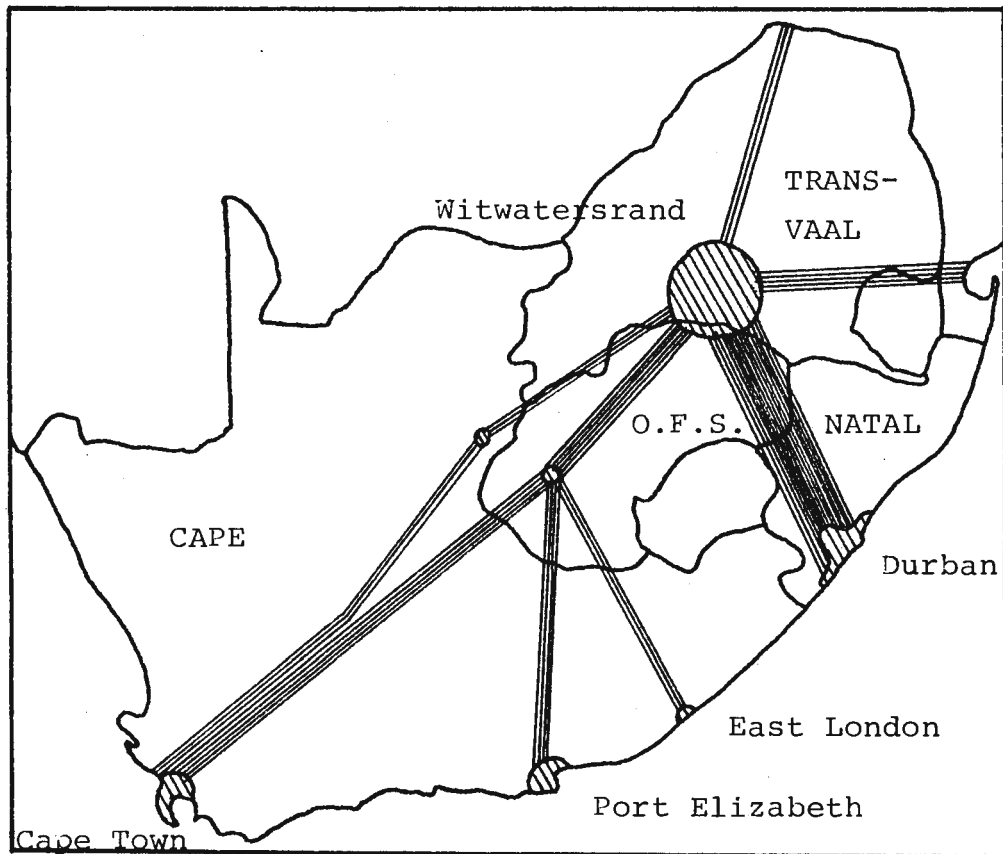 TRANS-
VAAL
Witwatersrand
O.F.S.
NATAL
CAPE
Durban
East London
Port Elizabeth
Cape Town